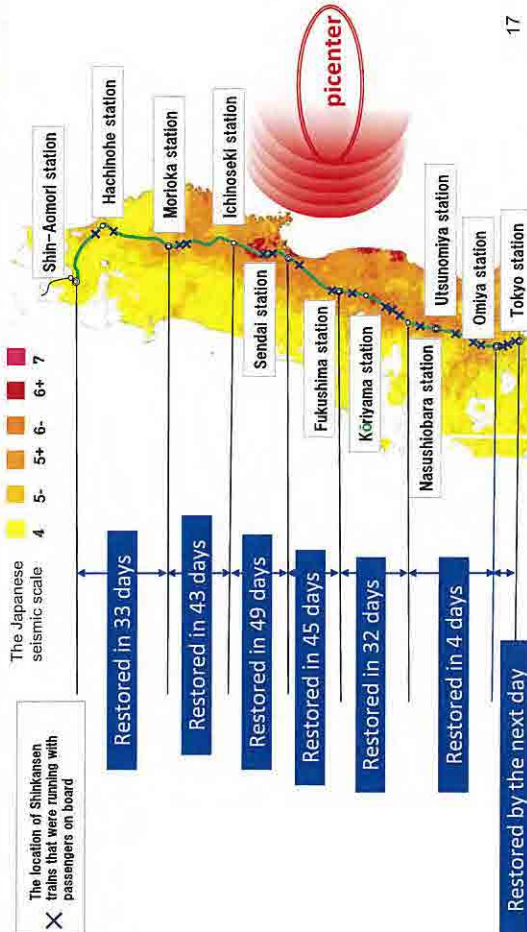 The location of Shinkansen
trains that were running with
passengers on board
The Japanese
seismic scale
4
5-
5+
6-
6+
7
Shin-Aomori station
Hachinohe station
Morioka station
Ichinoseki station
Sendai station
Fukushima station
Kōriyama station
Nasushiobara station
Utsunomiya station
Omiya station
Tokyo station
picenter
Restored in 33 days
Restored in 43 days
Restored in 49 days
Restored in 45 days
Restored in 32 days
Restored in 4 days
Restored by the next day
17